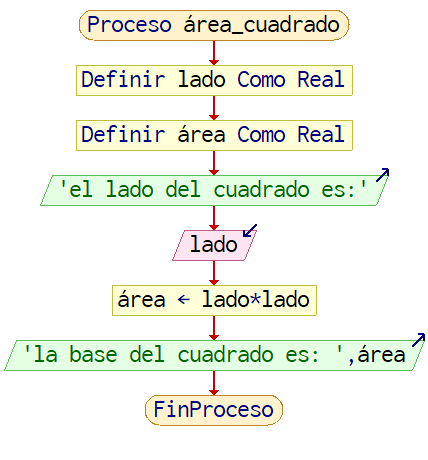 Proceso área_cuadrado
Definir lado Como Real
Definir área Como Real
'el lado del cuadrado es:'
lado
área ← lado*lado
'la base del cuadrado es: ',área
FinProceso